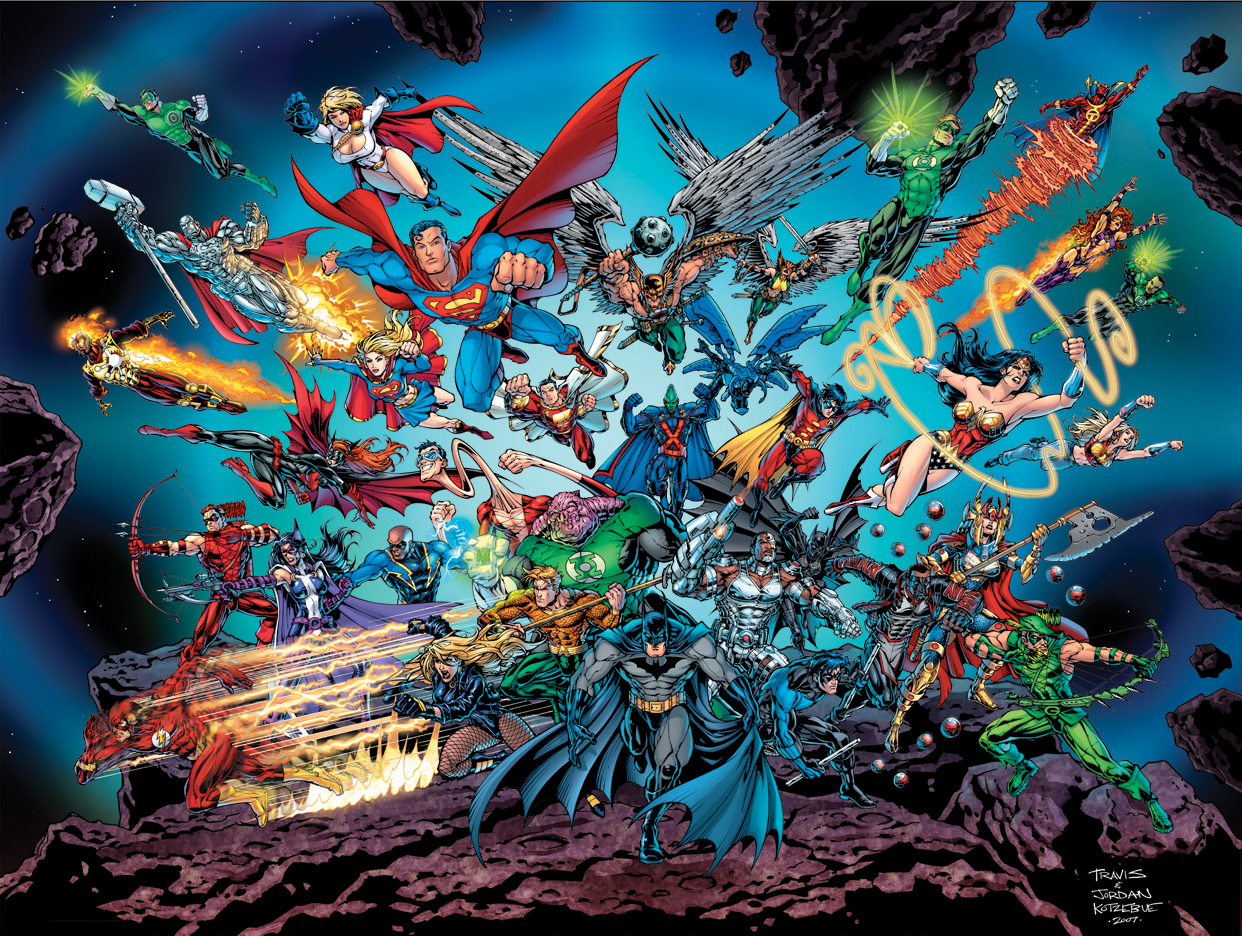 TRAVIS
&
JORDAN
KOTZEBUE
·2007·